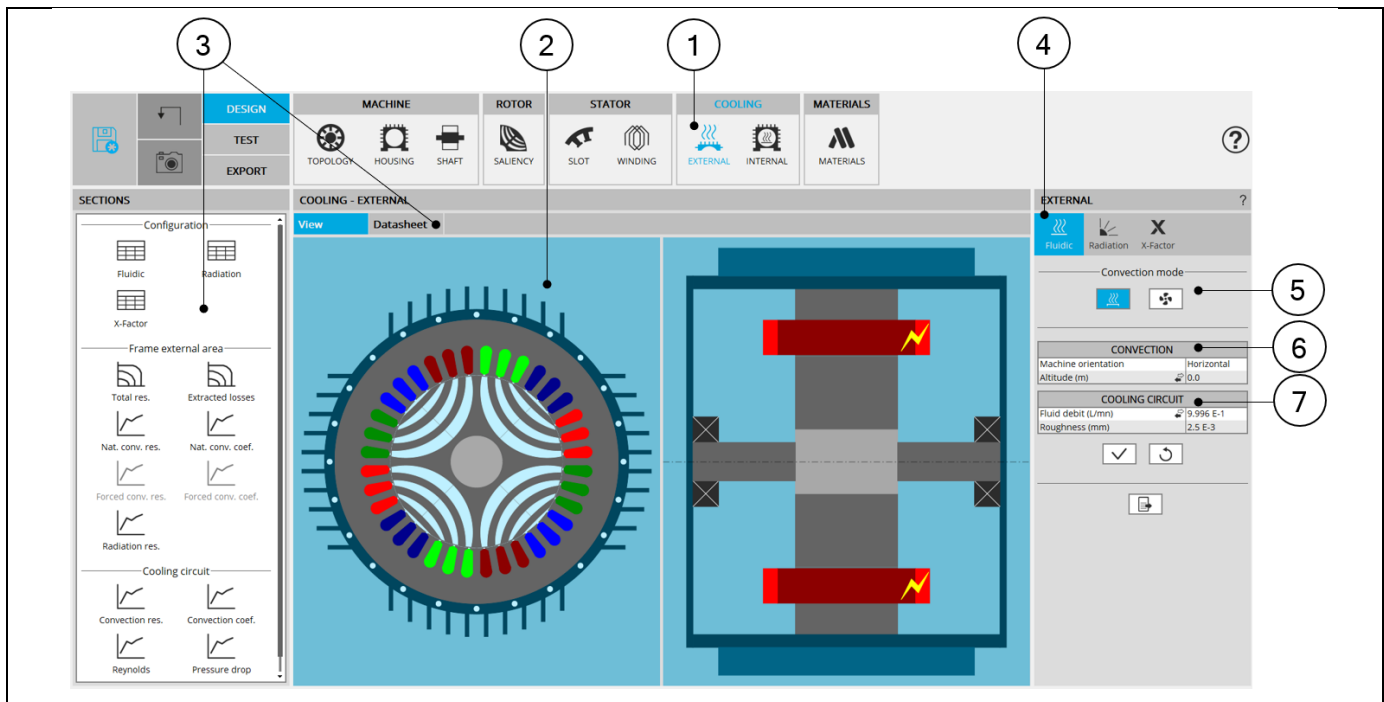 3
2
1
4
DESIGN
TEST
EXPORT
MACHINE
TOPOLOGY
HOUSING
SHAFT
ROTOR
SALIENCY
STATOR
SLOT
WINDING
COOLING
EXTERNAL
INTERNAL
MATERIALS
MATERIALS
?
SECTIONS
Configuration
Fluidic
Radiation
X-Factor
Frame external area
Total res.
Extracted losses
Nat. conv. res.
Nat. conv. coef.
Forced conv. res.
Forced conv. coef.
Radiation res.
Cooling circuit
Convection res.
Convection coef.
Reynolds
Pressure drop
COOLING - EXTERNAL
View
Datasheet
EXTERNAL ?
Fluidic
Radiation
X
X-Factor
Convection mode
5
CONVECTION
6
Machine orientation Horizontal
Altitude (m) 0.0
COOLING CIRCUIT
7
Fluid debit (L/mn) 9.996 E-1
Roughness (mm) 2.5 E-3